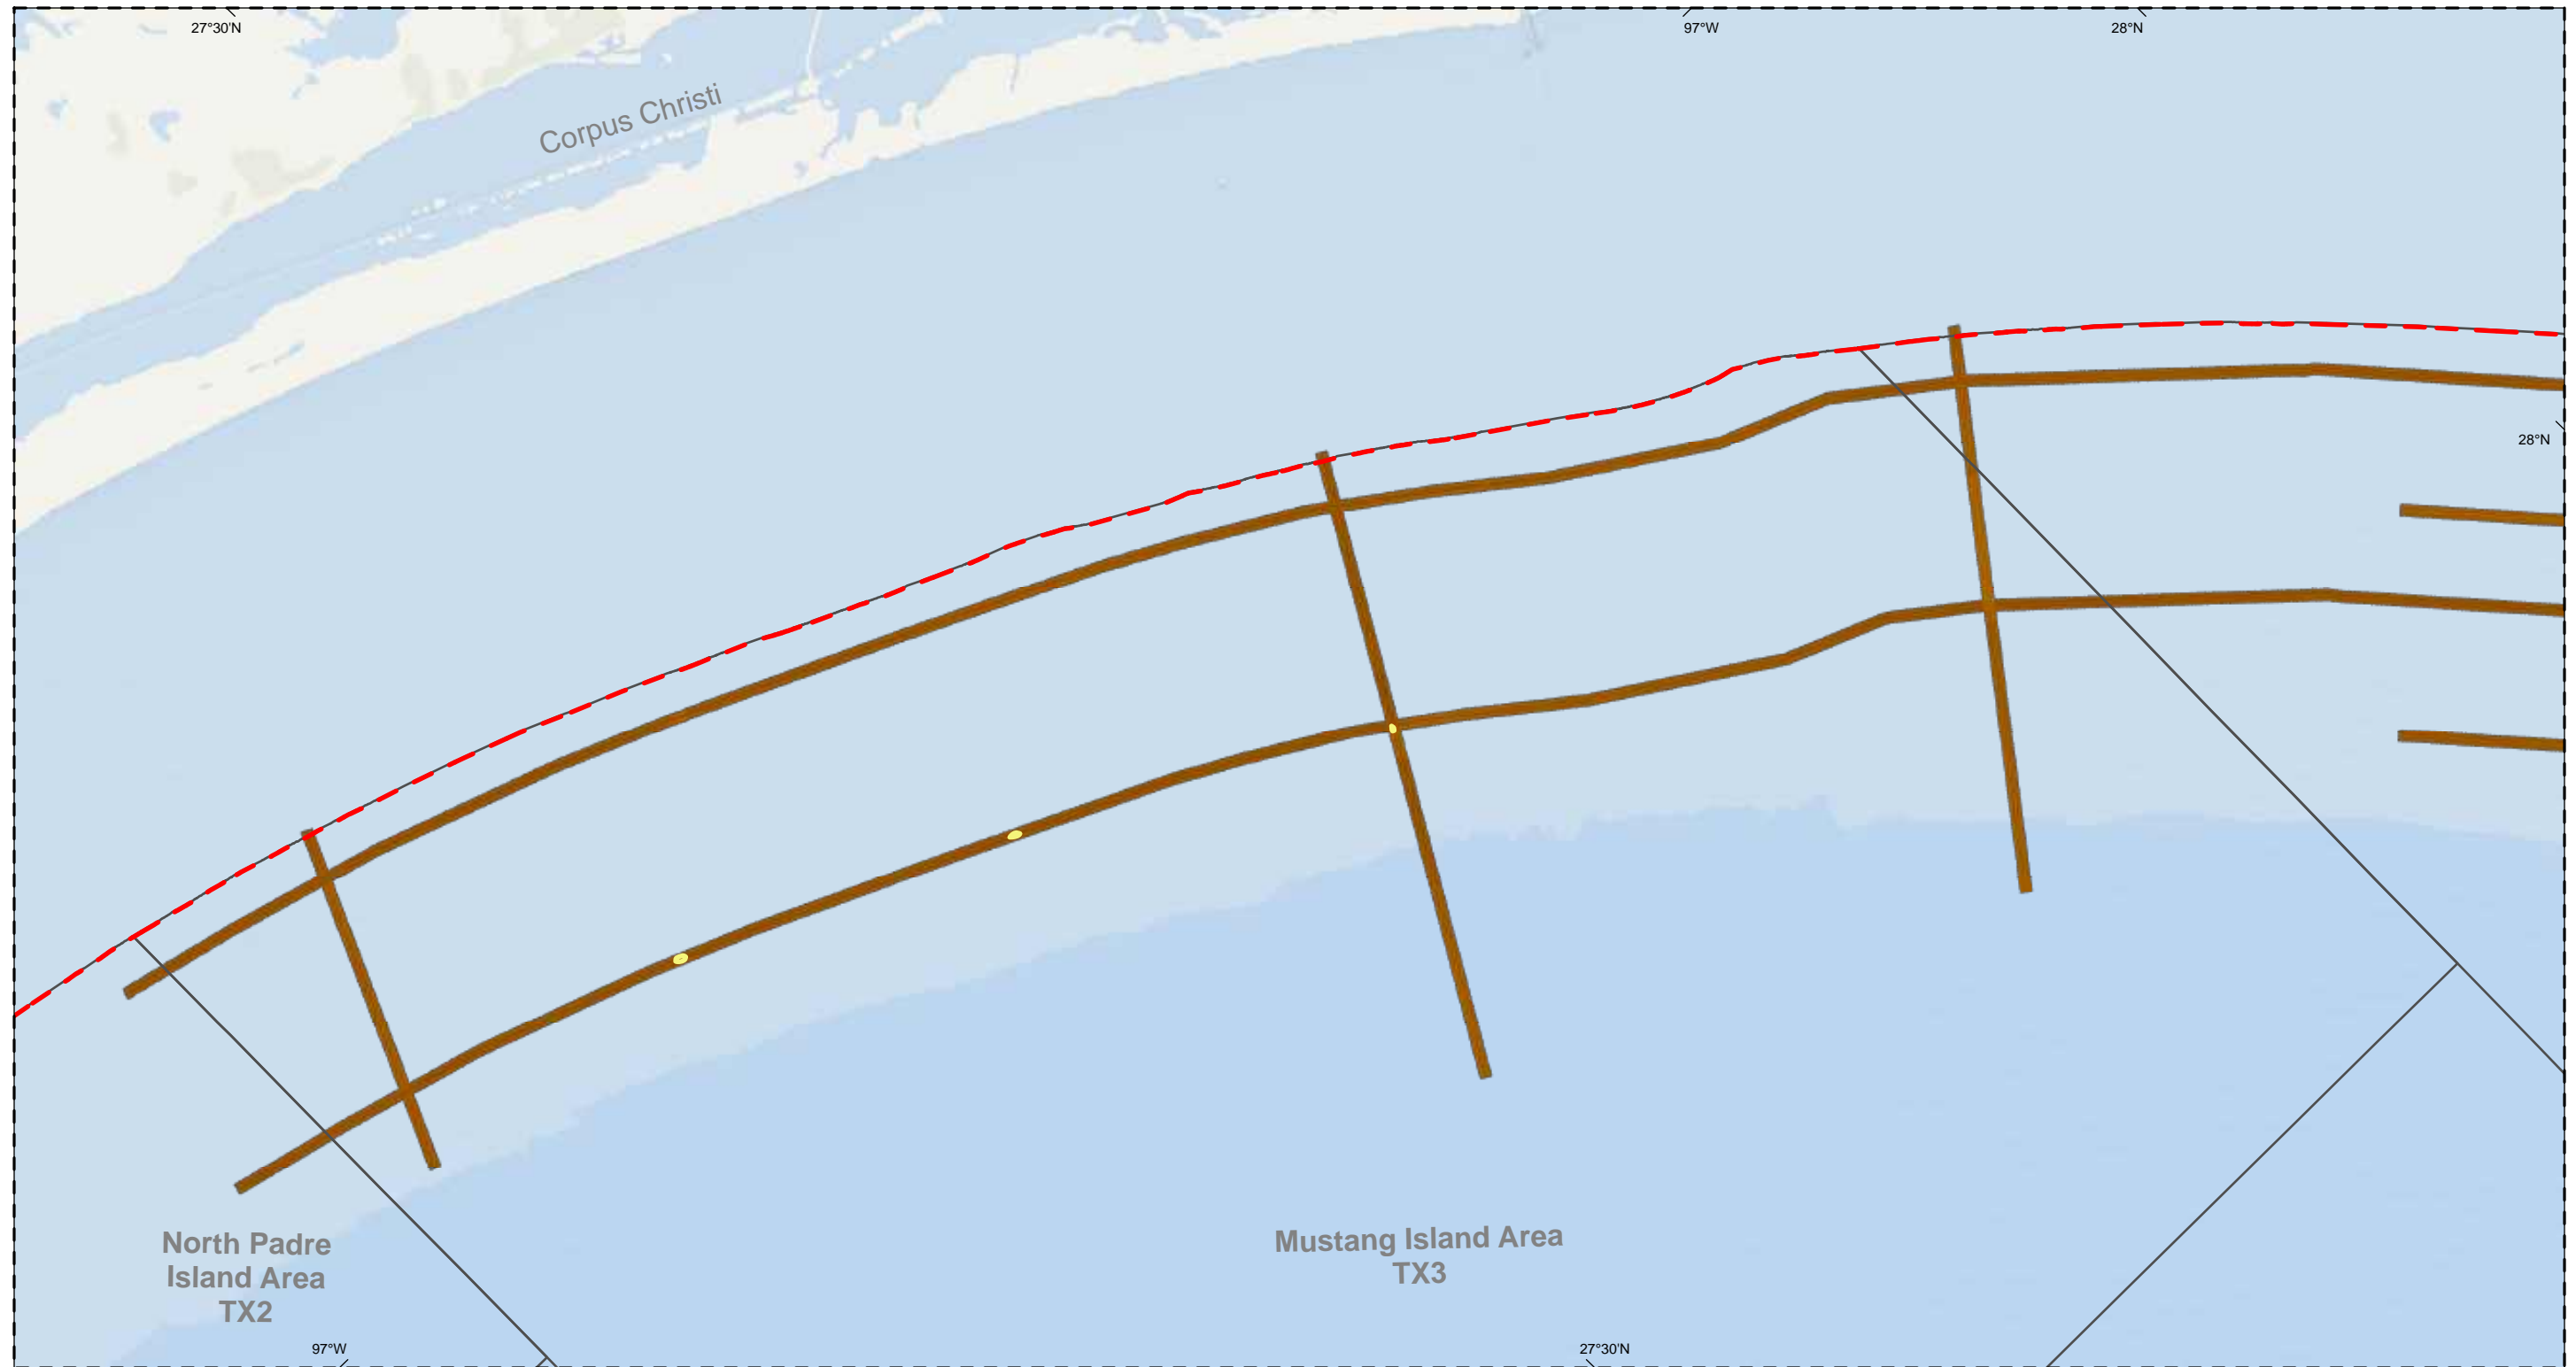 27°30'N
97°W
28°N
Corpus Christi
28°N
North Padre
Island Area
TX2
Mustang Island Area
TX3
97°W
27°30'N